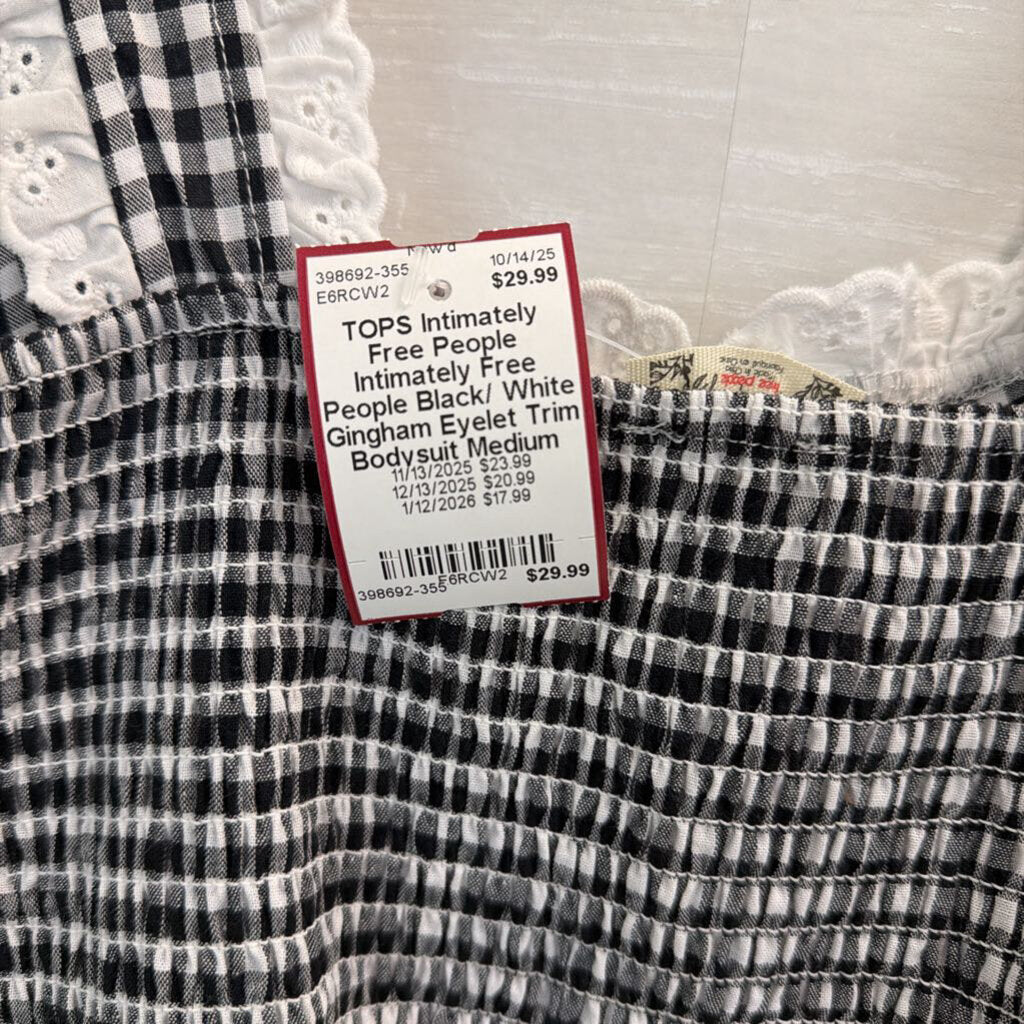 398692-355 10/14/25
E6RCW2 $29.99
TOPS Intimately
Free People
Intimately Free
People Black/ White
Gingham Eyelet Trim
Bodysuit Medium
11/13/2025 $23.99
12/13/2025 $20.99
1/12/2026 $17.99
398692-355 E6RCW2 $29.99
free people